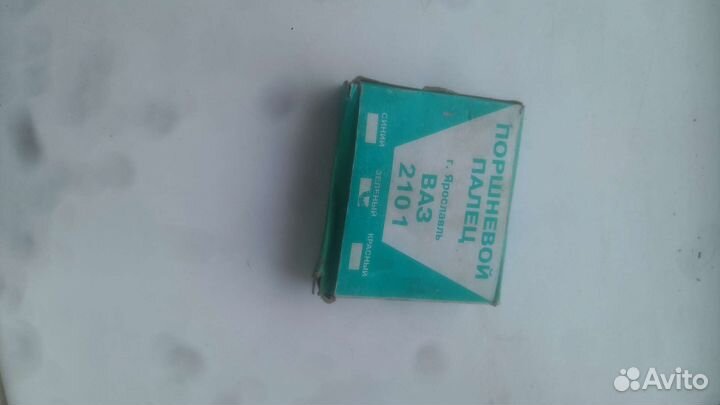 ПОРШНЕВОЙ
ПАЛЕЦ
г. Ярославль
ВАЗ
2101
СИНИЙ
ЗЕЛЕНЫЙ
КРАСНЫЙ
Avito